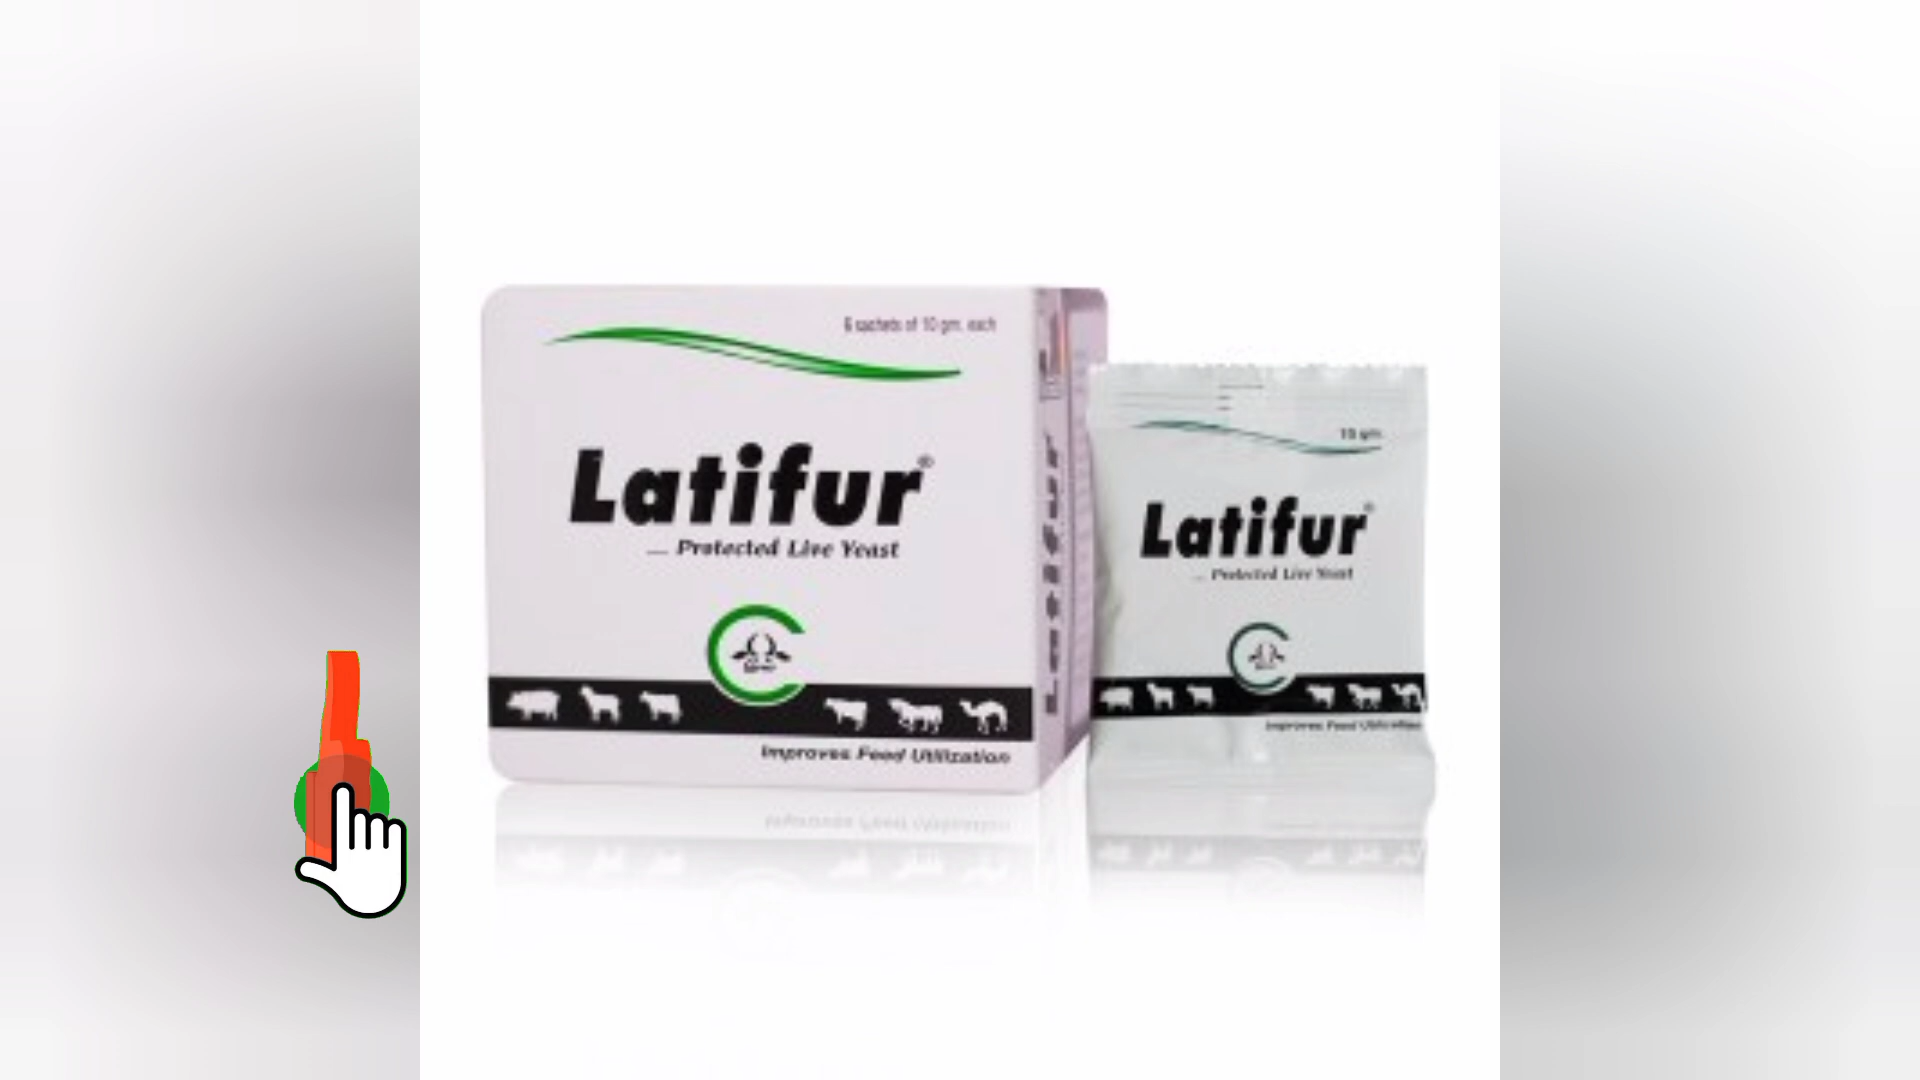 6 sachets of 10 gm. each
Latifur®
... Protected Live Yeast
Improves Feed Utilization
Latifur
10 gm
Latifur®
... Protected Live Yeast
Improves Feed Utilization